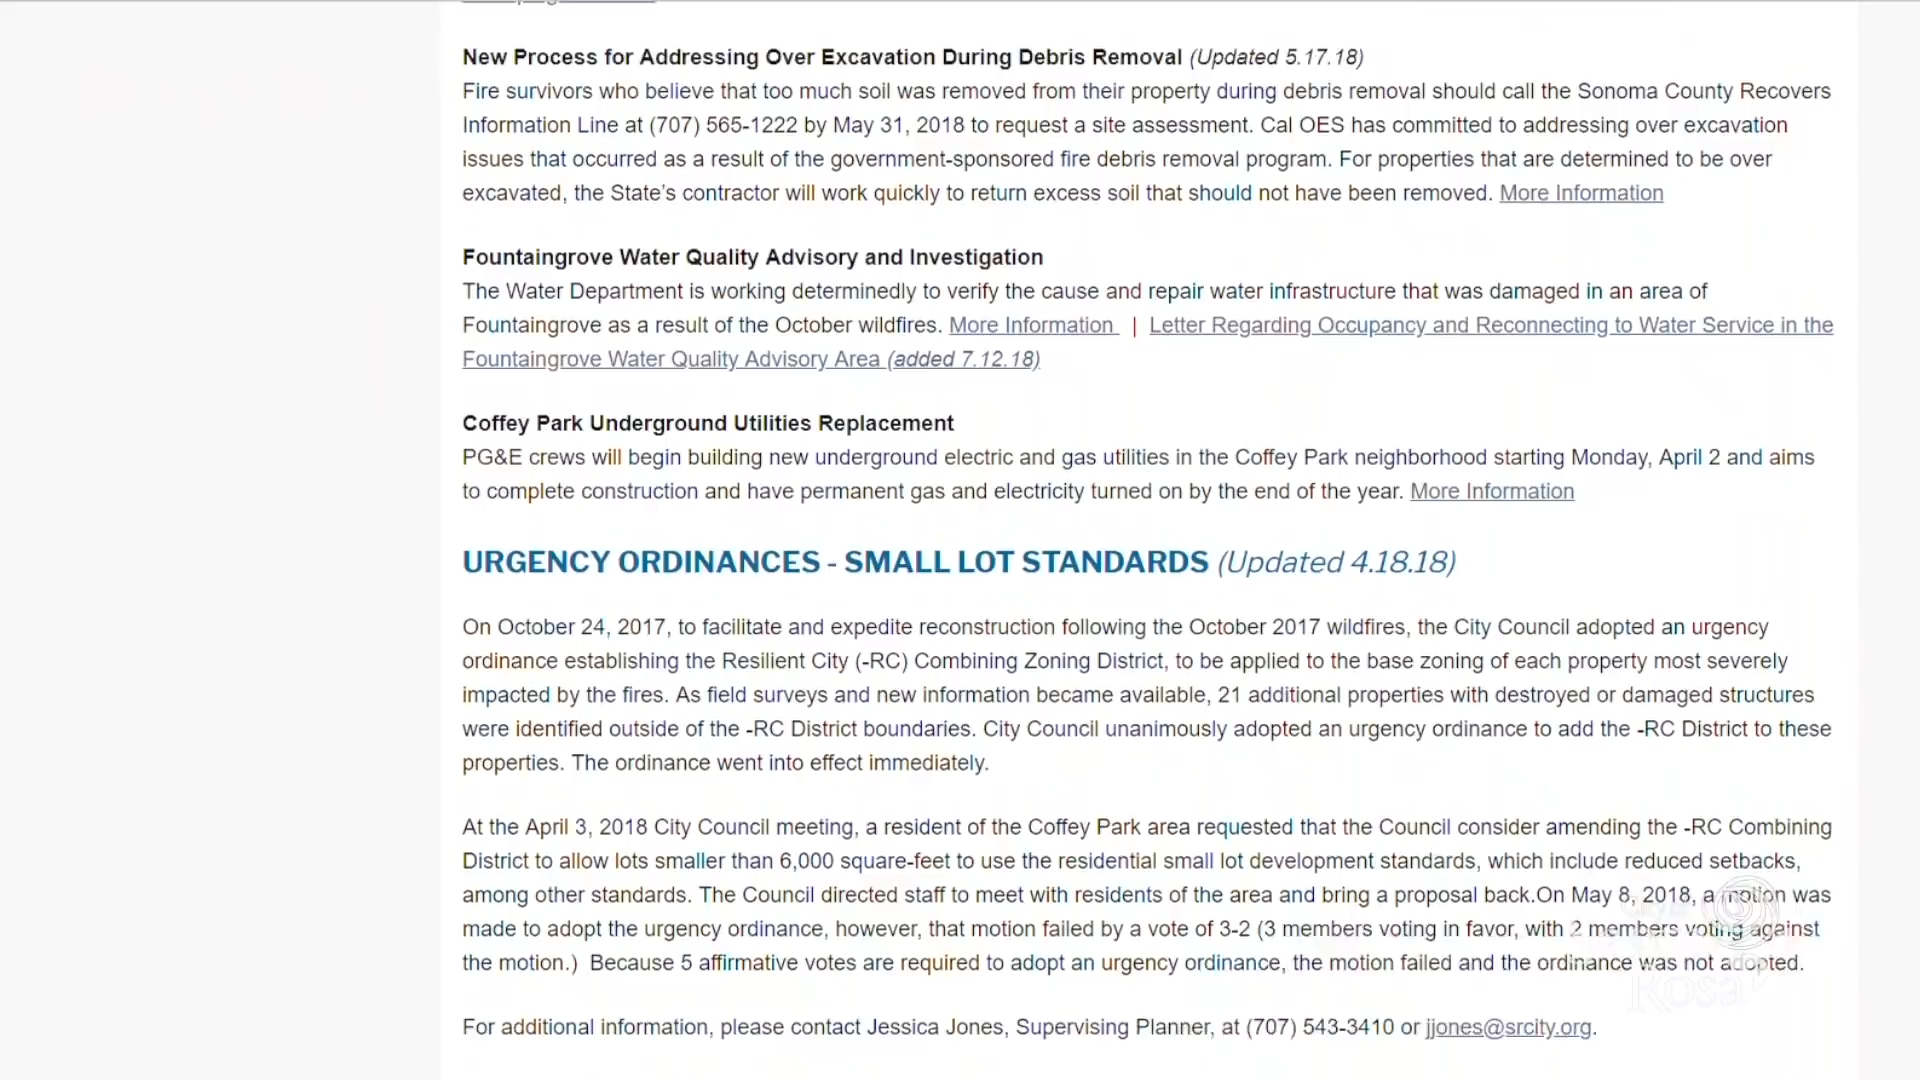 New Process for Addressing Over Excavation During Debris Removal (Updated 5.17.18)
Fire survivors who believe that too much soil was removed from their property during debris removal should call the Sonoma County Recovers
Information Line at (707) 565-1222 by May 31, 2018 to request a site assessment. Cal OES has committed to addressing over excavation
issues that occurred as a result of the government-sponsored fire debris removal program. For properties that are determined to be over
excavated, the State's contractor will work quickly to return excess soil that should not have been removed. More Information
Fountaingrove Water Quality Advisory and Investigation
The Water Department is working determinedly to verify the cause and repair water infrastructure that was damaged in an area of
Fountaingrove as a result of the October wildfires. More Information | Letter Regarding Occupancy and Reconnecting to Water Service in the
Fountaingrove Water Quality Advisory Area (added 7.12.18)
Coffey Park Underground Utilities Replacement
PG&E crews will begin building new underground electric and gas utilities in the Coffey Park neighborhood starting Monday, April 2 and aims
to complete construction and have permanent gas and electricity turned on by the end of the year. More Information
URGENCY ORDINANCES - SMALL LOT STANDARDS (Updated 4.18.18)
On October 24, 2017, to facilitate and expedite reconstruction following the October 2017 wildfires, the City Council adopted an urgency
ordinance establishing the Resilient City (-RC) Combining Zoning District, to be applied to the base zoning of each property most severely
impacted by the fires. As field surveys and new information became available, 21 additional properties with destroyed or damaged structures
were identified outside of the -RC District boundaries. City Council unanimously adopted an urgency ordinance to add the -RC District to these
properties. The ordinance went into effect immediately.
At the April 3, 2018 City Council meeting, a resident of the Coffey Park area requested that the Council consider amending the -RC Combining
District to allow lots smaller than 6,000 square-feet to use the residential small lot development standards, which include reduced setbacks,
among other standards. The Council directed staff to meet with residents of the area and bring a proposal back.On May 8, 2018, a motion was
made to adopt the urgency ordinance, however, that motion failed by a vote of 3-2 (3 members voting in favor, with 2 members voting against
the motion.)  Because 5 affirmative votes are required to adopt an urgency ordinance, the motion failed and the ordinance was not adopted.
Rosa
For additional information, please contact Jessica Jones, Supervising Planner, at (707) 543-3410 or jjones@srcity.org.